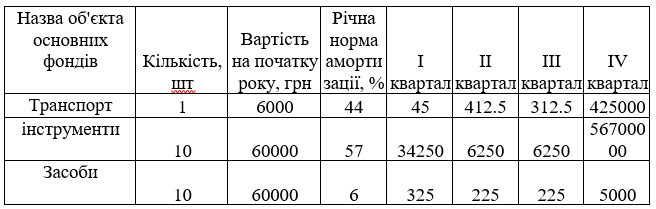 Назва об'єкта основних фондів | Кількість, шт | Вартість на початку року, грн | Річна норма аморти зації, % | I квартал | II квартал | III квартал | IV квартал
Транспорт | 1 | 6000 | 44 | 45 | 412.5 | 312.5 | 425000
інструменти | 10 | 60000 | 57 | 34250 | 6250 | 6250 | 56700000
Засоби | 10 | 60000 | 6 | 325 | 225 | 225 | 5000